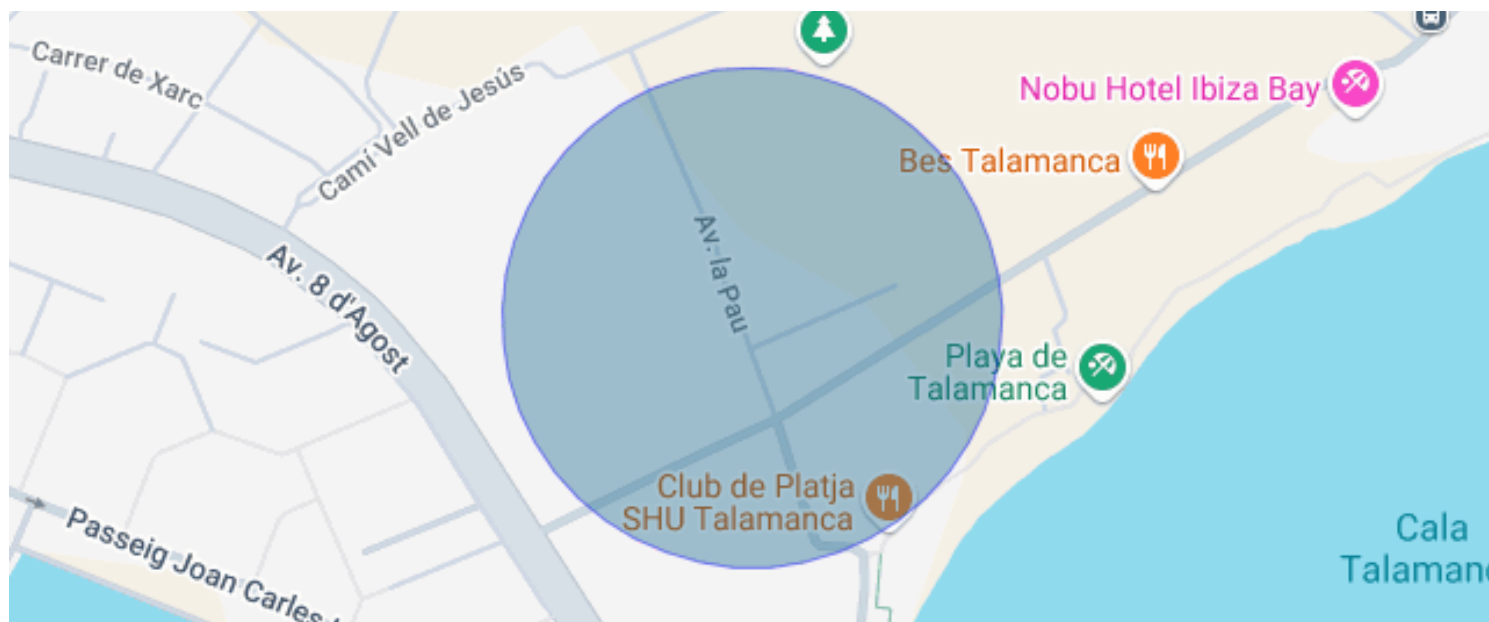 Carrer de Xarc
Camí Vell de Jesús
Nobu Hotel Ibiza Bay
Bes Talamanca
Av. la Pau
Av. 8 d'Agost
Playa de
Talamanca
Club de Platja
SHU Talamanca
Passeig Joan Carles
Cala
Talaman